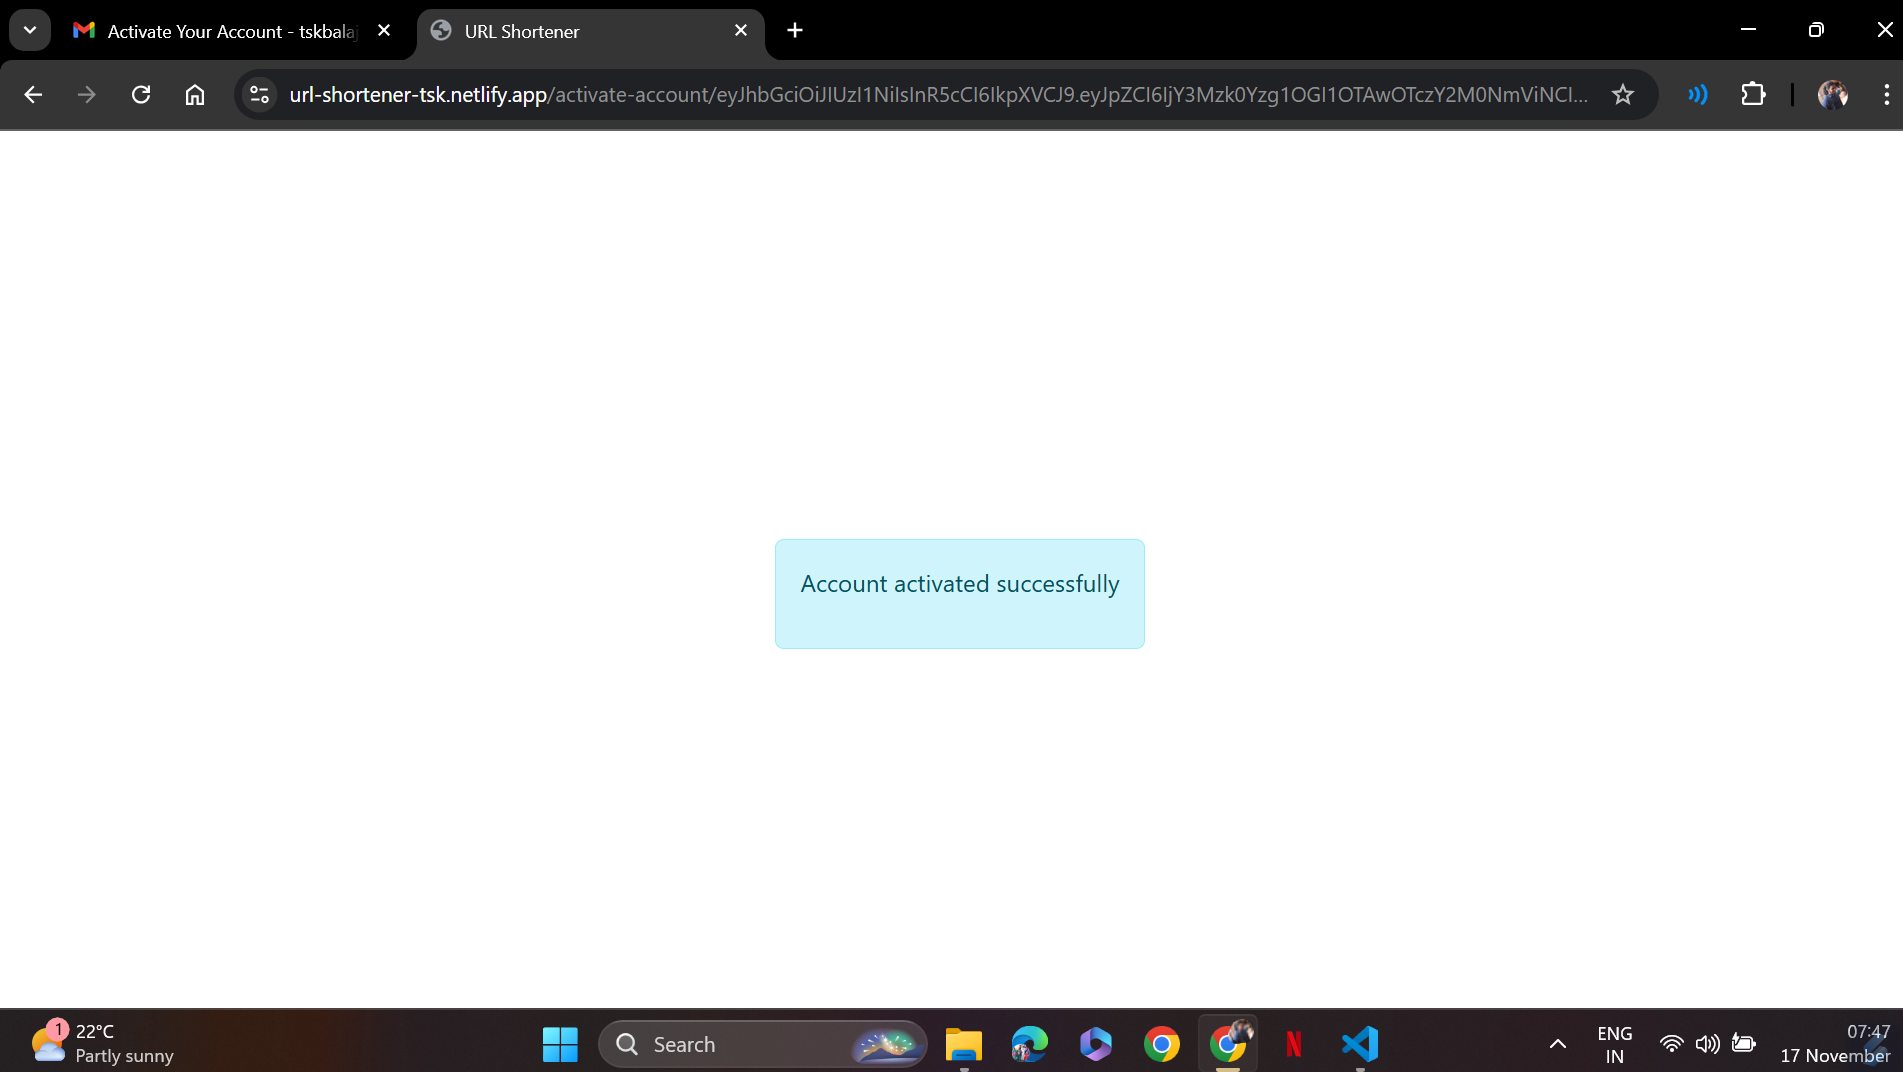 Activate Your Account - tskbalaj
URL Shortener
url-shortener-tsk.netlify.app/activate-account/eyJhbGciOiJIUzI1NiIsInR5cCI6IkpXVCJ9.eyJpZCI6IjY3Mzk0Yzg1OGI1OTAwOTczY2M0NmViNCI...
Account activated successfully
1
22°C
Partly sunny
Search
ENG
IN
07:47
17 November